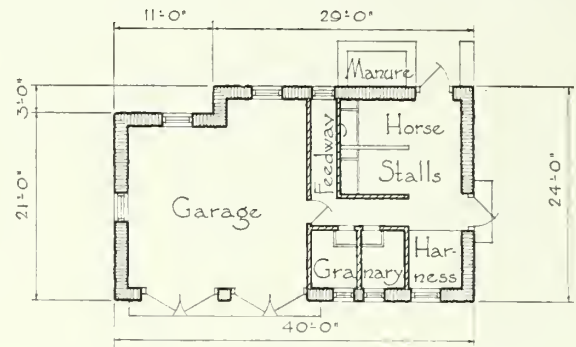 11'-0" 29'-0"
Manure
3'-0"
Horse
Feedway
Stalls
21'-0"
24'-0"
Garage
Granary
Har-
ness
40'-0"